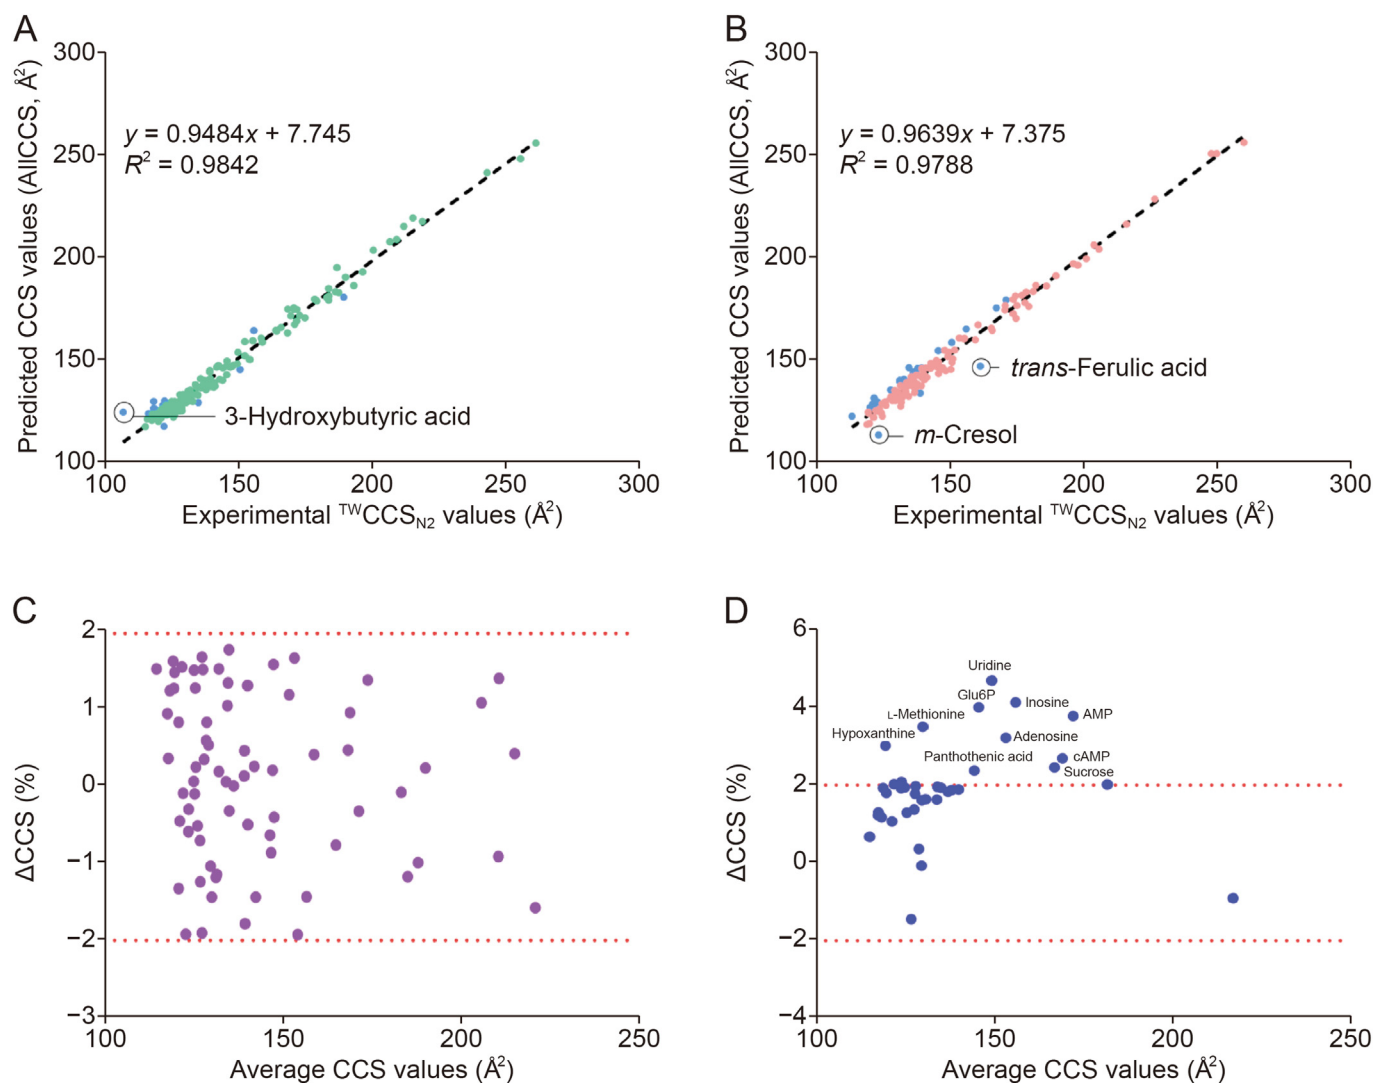 A
300
250
200
150
100
100
150
200
250
300
Predicted CCS values (AllCCS, Å²)
y = 0.9484x + 7.745
R² = 0.9842
3-Hydroxybutyric acid
Experimental ᵀᵂCCS_N2 values (Å²)
B
300
250
200
150
100
100
150
200
250
300
Predicted CCS values (AllCCS, Å²)
y = 0.9639x + 7.375
R² = 0.9788
trans-Ferulic acid
m-Cresol
Experimental ᵀᵂCCS_N2 values (Å²)
C
2
1
0
−1
−2
−3
100
150
200
250
ΔCCS (%)
Average CCS values (Å²)
D
6
4
2
0
−2
−4
100
150
200
250
ΔCCS (%)
Uridine
Glu6P
Inosine
L-Methionine
AMP
Hypoxanthine
Adenosine
Panthothenic acid
cAMP
Sucrose
Average CCS values (Å²)